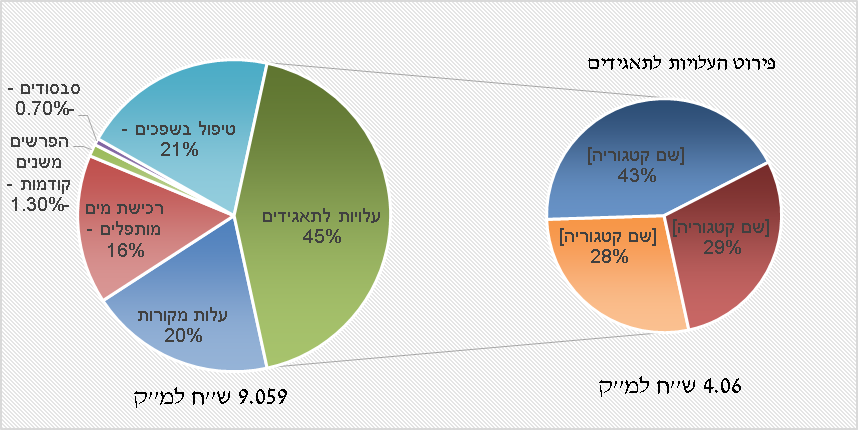 פירוט העלויות לתאגידים
סבסודים -
0.70%-
הפרשים
משנים
קודמות -
1.30%-
טיפול בשפכים -
21%
עלויות לתאגידים
45%
רכישת מים
מותפלים -
16%
עלות מקורות
20%
9.059 ש״ח למ״ק
[שם קטגוריה]
43%
[שם קטגוריה]
29%
[שם קטגוריה]
28%
4.06 ש״ח למ״ק